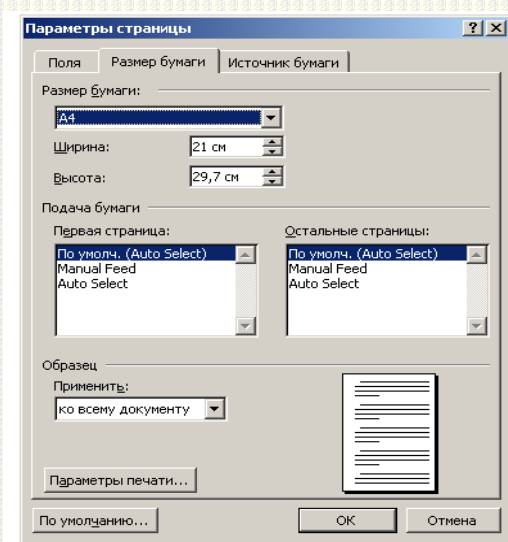 Параметры страницы
Поля Размер бумаги Источник бумаги
Размер бумаги:
A4
Ширина: 21 см
Высота: 29,7 см
Подача бумаги
Первая страница: Остальные страницы:
По умолч. (Auto Select) По умолч. (Auto Select)
Manual Feed Manual Feed
Auto Select Auto Select
Образец
Применить:
ко всему документу
Параметры печати...
По умолчанию... ОК Отмена